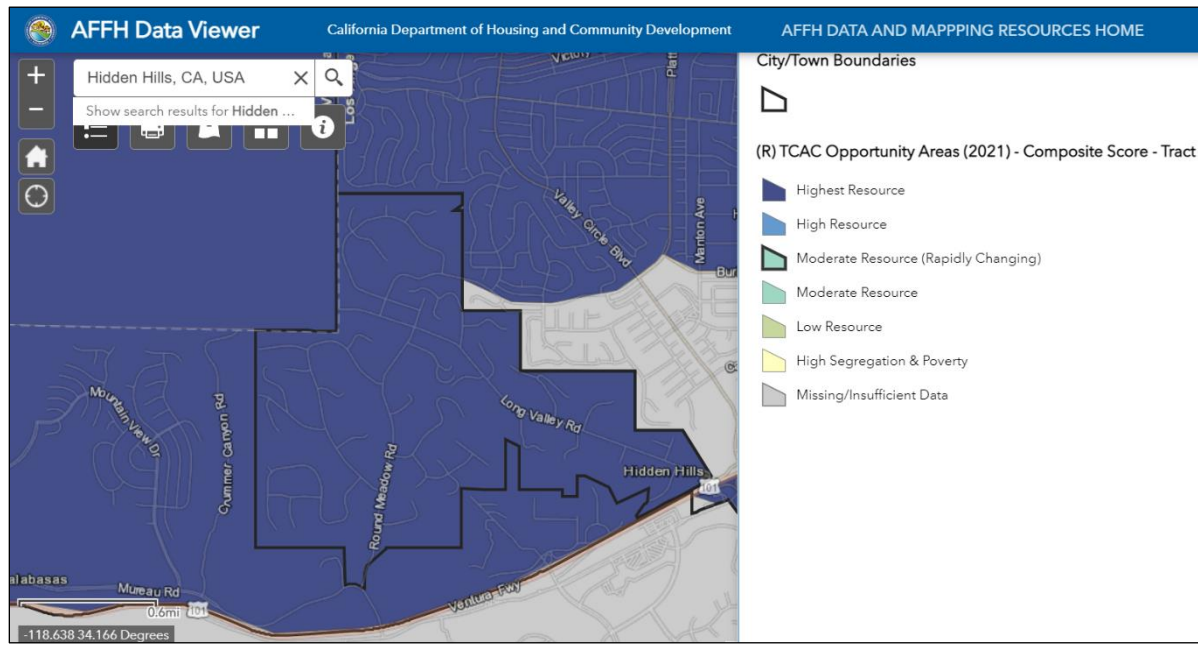 AFFH Data Viewer
California Department of Housing and Community Development
AFFH DATA AND MAPPPING RESOURCES HOME
Hidden Hills, CA, USA
Show search results for Hidden ...
Valley Circle Blvd
Manton Ave
Long Valley Rd
Mountain View Dr
Crummer Canyon Rd
Round Meadow Rd
Hidden Hills
101
alabasas
Mureau Rd
101
Ventura Fwy
0.6mi
-118.638 34.166 Degrees
City/Town Boundaries
(R) TCAC Opportunity Areas (2021) - Composite Score - Tract
Highest Resource
High Resource
Moderate Resource (Rapidly Changing)
Moderate Resource
Low Resource
High Segregation & Poverty
Missing/Insufficient Data